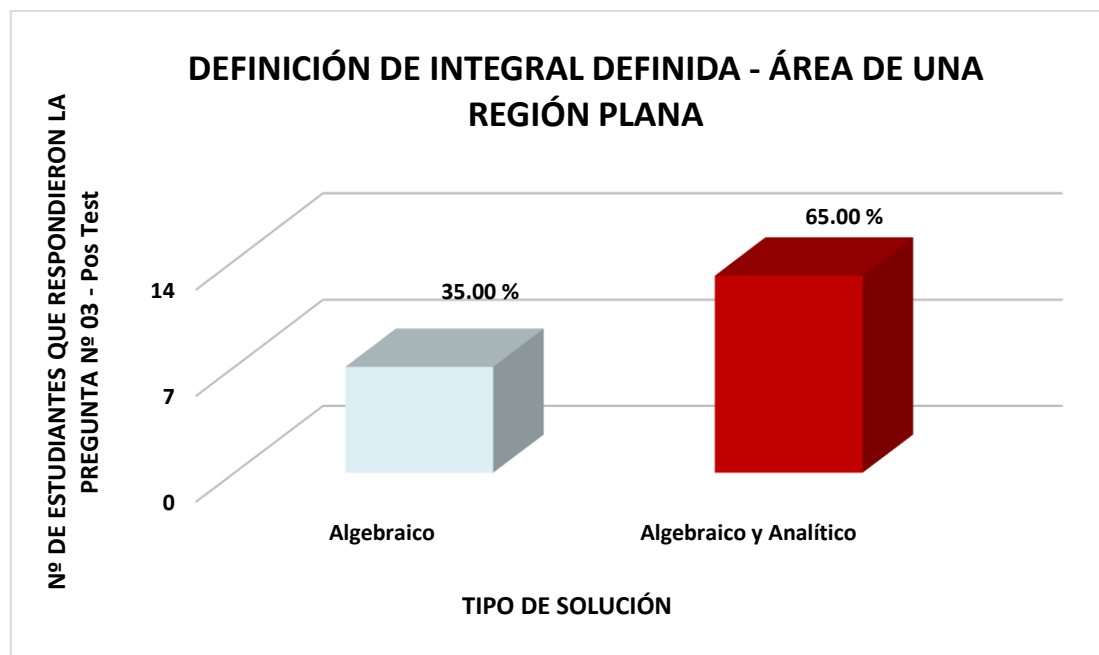 DEFINICIÓN DE INTEGRAL DEFINIDA - ÁREA DE UNA
REGIÓN PLANA
Nº DE ESTUDIANTES QUE RESPONDIERON LA
PREGUNTA Nº 03 - Pos Test
65.00 %
35.00 %
14
7
0
Algebraico
Algebraico y Analítico
TIPO DE SOLUCIÓN